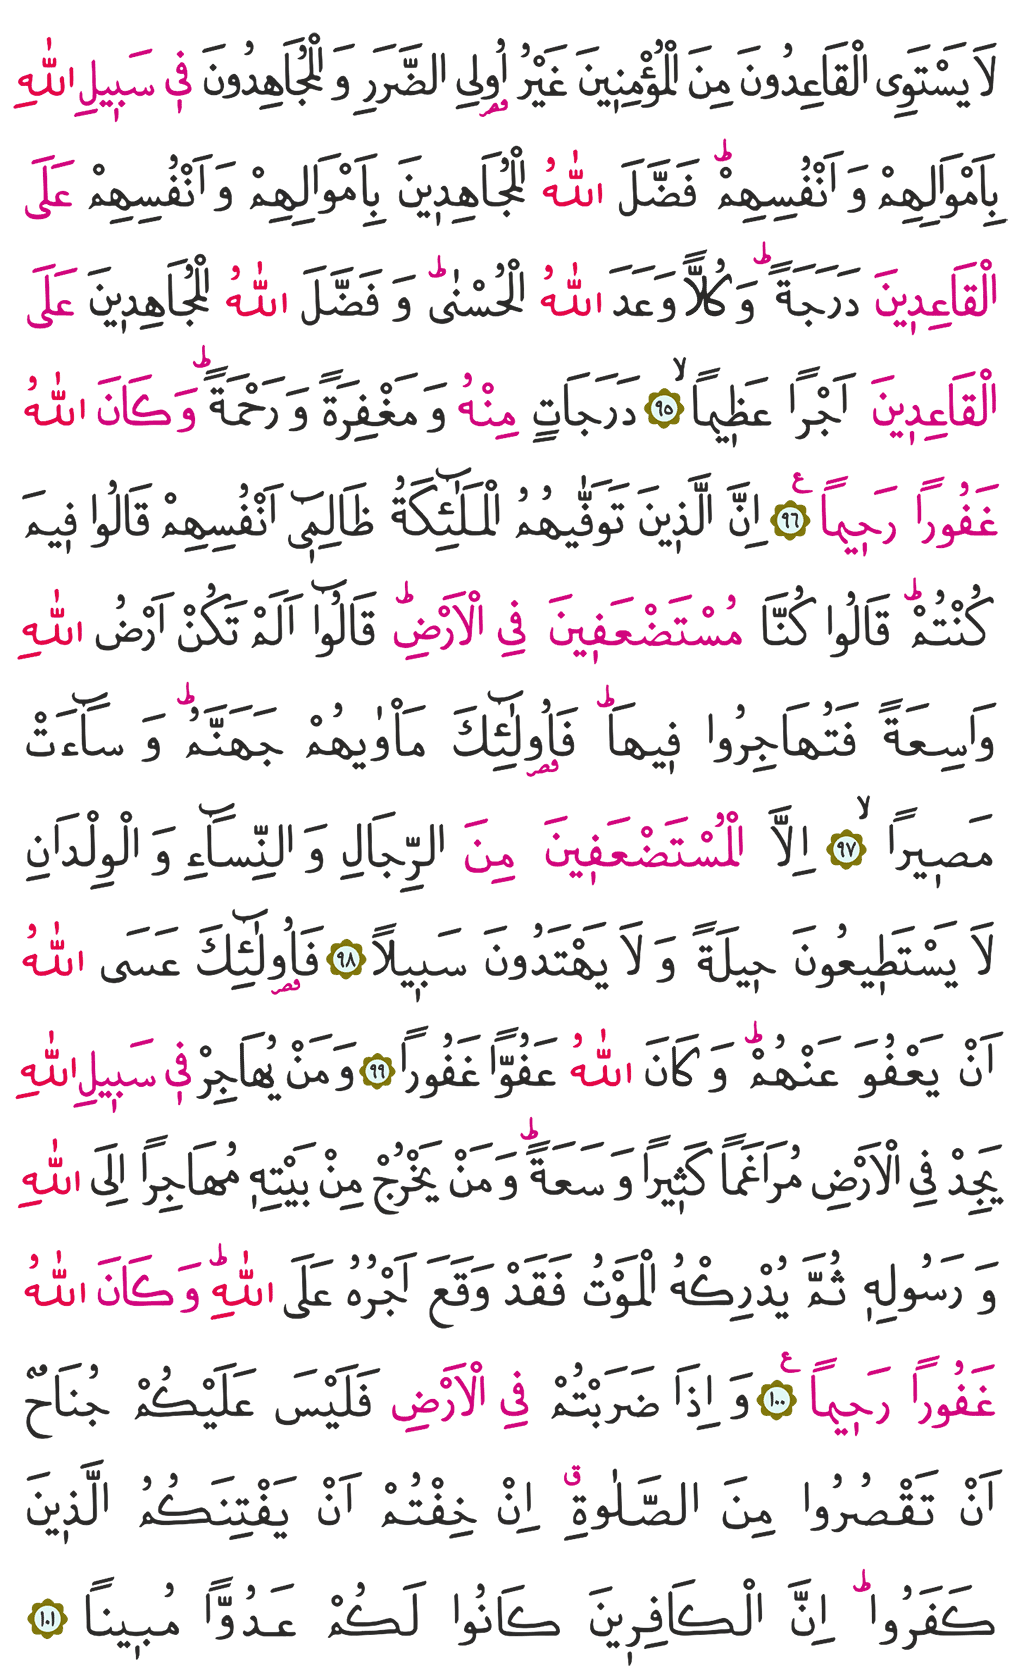 لَا يَسْتَوِى الْقَاعِدُونَ مِنَ الْمُؤْمِنٖينَ غَيْرُ اُو۬لِى الضَّرَرِ وَ الْمُجَاهِدُونَ فٖى سَبٖيلِ اللّٰهِ
بِاَمْوَالِهِمْ وَ اَنْفُسِهِمْؕ فَضَّلَ اللّٰهُ الْمُجَاهِدٖينَ بِاَمْوَالِهِمْ وَ اَنْفُسِهِمْ عَلَى
الْقَاعِدٖينَ دَرَجَةًؕ وَ كُلًّا وَعَدَ اللّٰهُ الْحُسْنٰىؕ وَ فَضَّلَ اللّٰهُ الْمُجَاهِدٖينَ عَلَى
الْقَاعِدٖينَ اَجْرًا عَظٖيمًاۙ ﴿٩٥﴾ دَرَجَاتٍ مِنْهُ وَ مَغْفِرَةً وَ رَحْمَةًؕ وَ كَانَ اللّٰهُ
غَفُورًا رَحٖيمًاࣖ ﴿٩٦﴾ اِنَّ الَّذٖينَ تَوَفّٰيهُمُ الْمَلٰٓئِكَةُ ظَالِمٖٓى اَنْفُسِهِمْ قَالُوا فٖيمَ
كُنْتُمْؕ قَالُوا كُنَّا مُسْتَضْعَفٖينَ فِى الْاَرْضِؕ قَالُٓوا اَلَمْ تَكُنْ اَرْضُ اللّٰهِ
وَاسِعَةً فَتُهَاجِرُوا فٖيهَاؕ فَاُو۬لٰٓئِكَ مَاْوٰيهُمْ جَهَنَّمُؕ وَ سَٓاءَتْ
مَصٖيرًاۙ ﴿٩٧﴾ اِلَّا الْمُسْتَضْعَفٖينَ مِنَ الرِّجَالِ وَ النِّسَٓاءِ وَ الْوِلْدَانِ
لَا يَسْتَطٖيعُونَ حٖيلَةً وَ لَا يَهْتَدُونَ سَبٖيلًا ﴿٩٨﴾ فَاُو۬لٰٓئِكَ عَسَى اللّٰهُ
اَنْ يَعْفُوَ عَنْهُمْؕ وَ كَانَ اللّٰهُ عَفُوًّا غَفُورًا ﴿٩٩﴾ وَ مَنْ يُهَاجِرْ فٖى سَبٖيلِ اللّٰهِ
يَجِدْ فِى الْاَرْضِ مُرَاغَمًا كَثٖيرًا وَ سَعَةًؕ وَ مَنْ يَخْرُجْ مِنْ بَيْتِهٖ مُهَاجِرًا اِلَى اللّٰهِ
وَ رَسُولِهٖ ثُمَّ يُدْرِكْهُ الْمَوْتُ فَقَدْ وَقَعَ اَجْرُهُ عَلَى اللّٰهِؕ وَ كَانَ اللّٰهُ
غَفُورًا رَحٖيمًاࣖ ﴿١٠٠﴾ وَ اِذَا ضَرَبْتُمْ فِى الْاَرْضِ فَلَيْسَ عَلَيْكُمْ جُنَاحٌ
اَنْ تَقْصُرُوا مِنَ الصَّلٰوةِࣗ اِنْ خِفْتُمْ اَنْ يَفْتِنَكُمُ الَّذٖينَ
كَفَرُواؕ اِنَّ الْكَافِرٖينَ كَانُوا لَكُمْ عَدُوًّا مُبٖينًا ﴿١٠١﴾